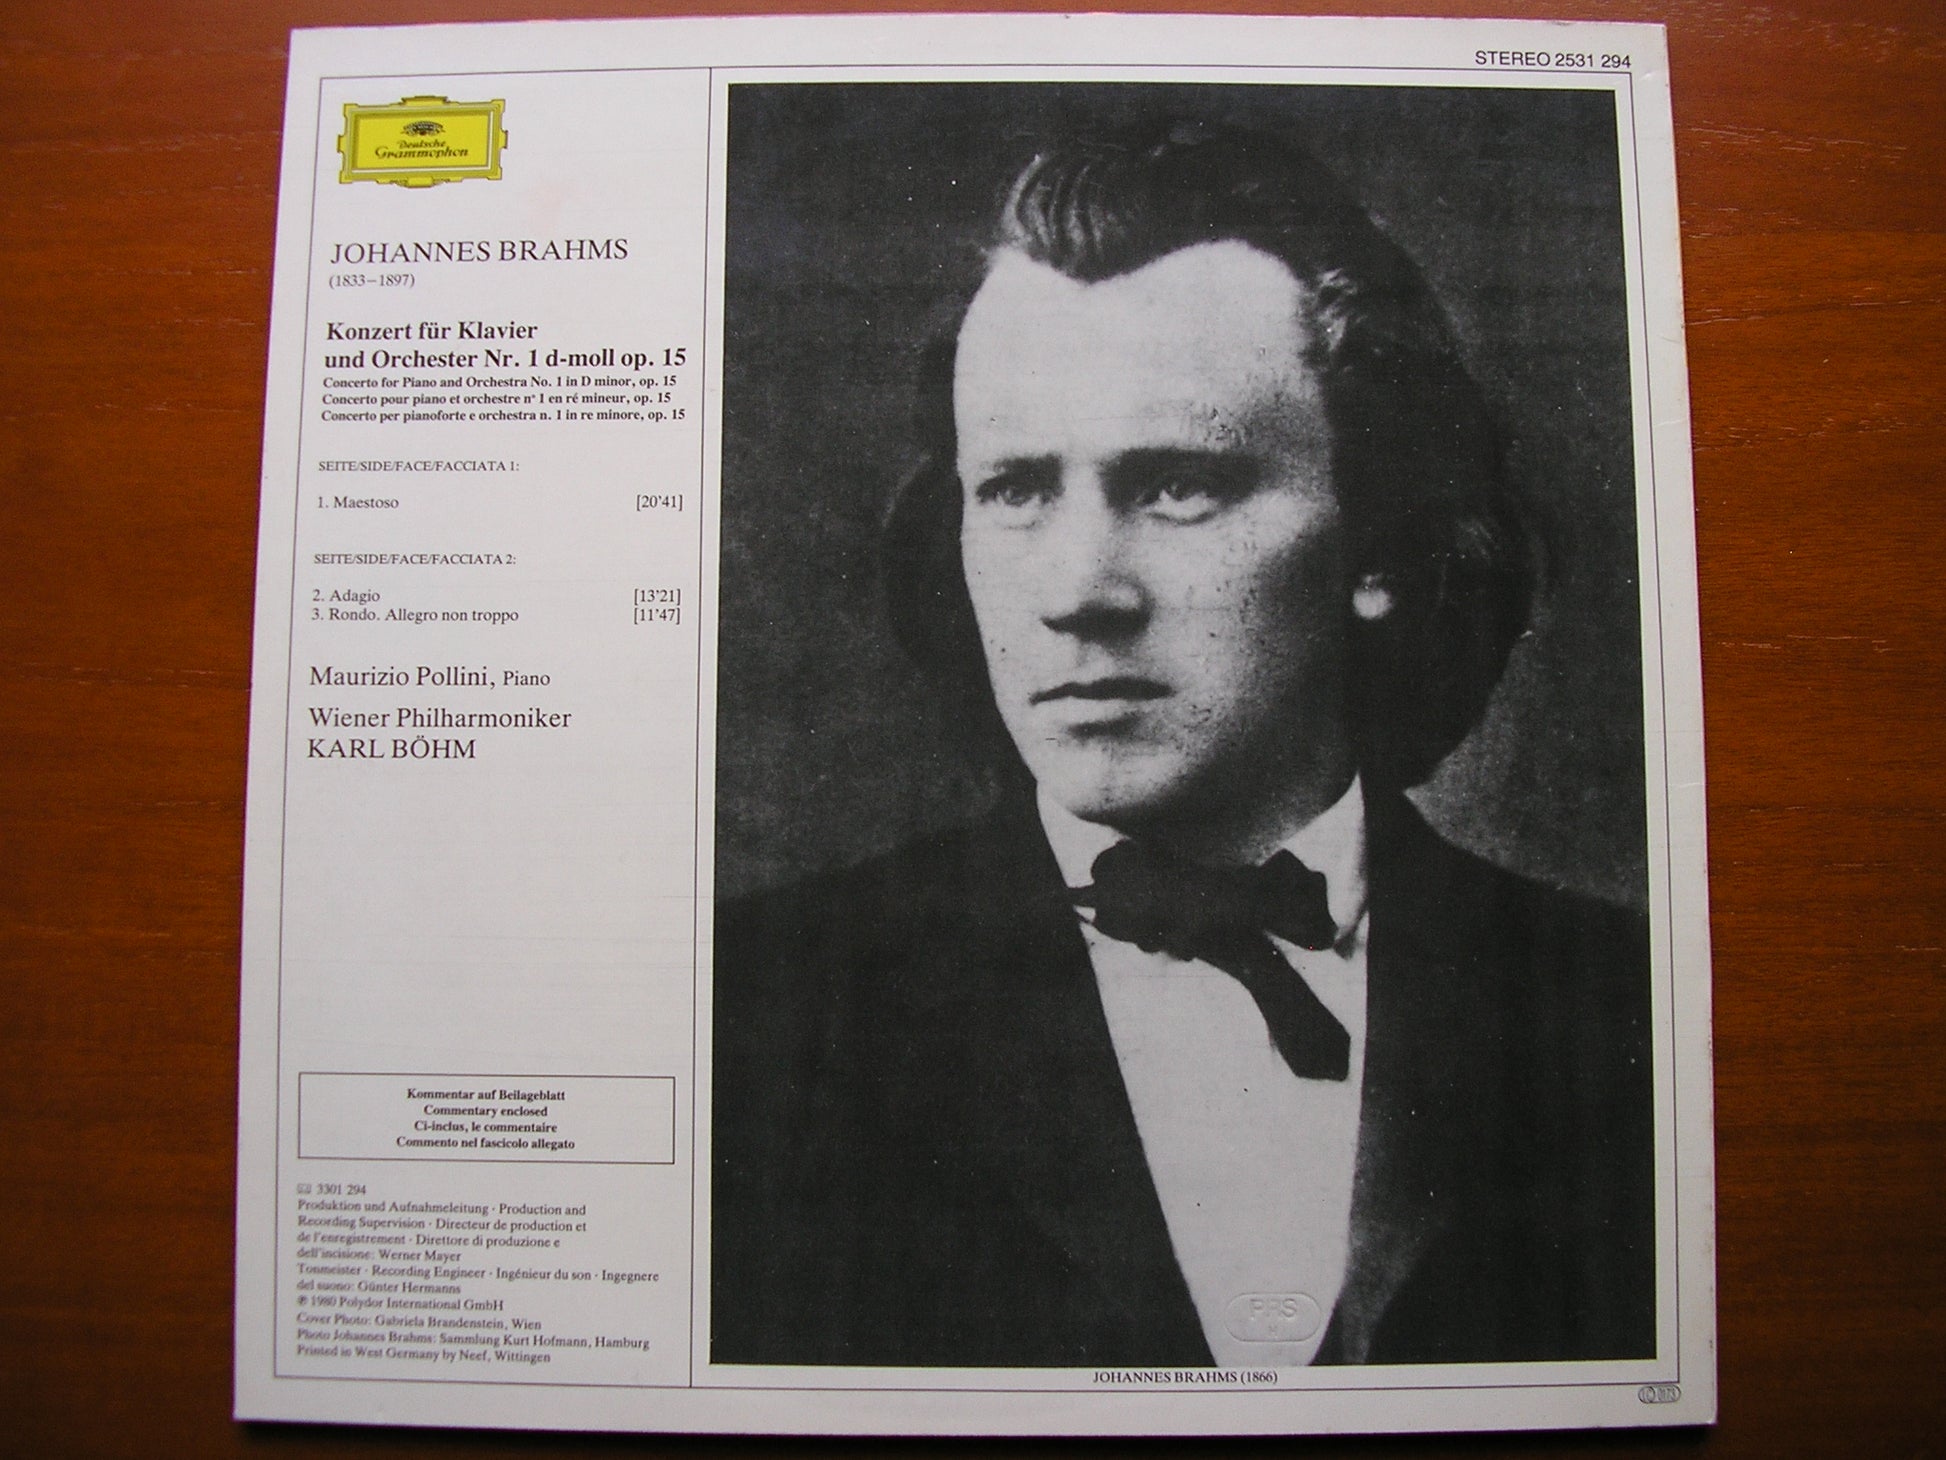 STEREO 2531 294
Deutsche
Grammophon
JOHANNES BRAHMS
(1833–1897)
Konzert für Klavier
und Orchester Nr. 1 d-moll op. 15
Concerto for Piano and Orchestra No. 1 in D minor, op. 15
Concerto pour piano et orchestre n° 1 en ré mineur, op. 15
Concerto per pianoforte e orchestra n. 1 in re minore, op. 15
SEITE/SIDE/FACE/FACCIATA 1:
1. Maestoso [20'41]
SEITE/SIDE/FACE/FACCIATA 2:
2. Adagio [13'21]
3. Rondo. Allegro non troppo [11'47]
Maurizio Pollini, Piano
Wiener Philharmoniker
KARL BÖHM
Kommentar auf Beilageblatt
Commentary enclosed
Ci-inclus, le commentaire
Commento nel fascicolo allegato
3301 294
Produktion und Aufnahmeleitung · Production and
Recording Supervision · Directeur de production et
de l'enregistrement · Direttore di produzione e
dell'incisione: Werner Mayer
Tonmeister · Recording Engineer · Ingénieur du son · Ingegnere
del suono: Günter Hermanns
℗ 1980 Polydor International GmbH
Cover Photo: Gabriela Brandenstein, Wien
Photo Johannes Brahms: Sammlung Kurt Hofmann, Hamburg
Printed in West Germany by Neef, Wittingen
PRS
JOHANNES BRAHMS (1866)